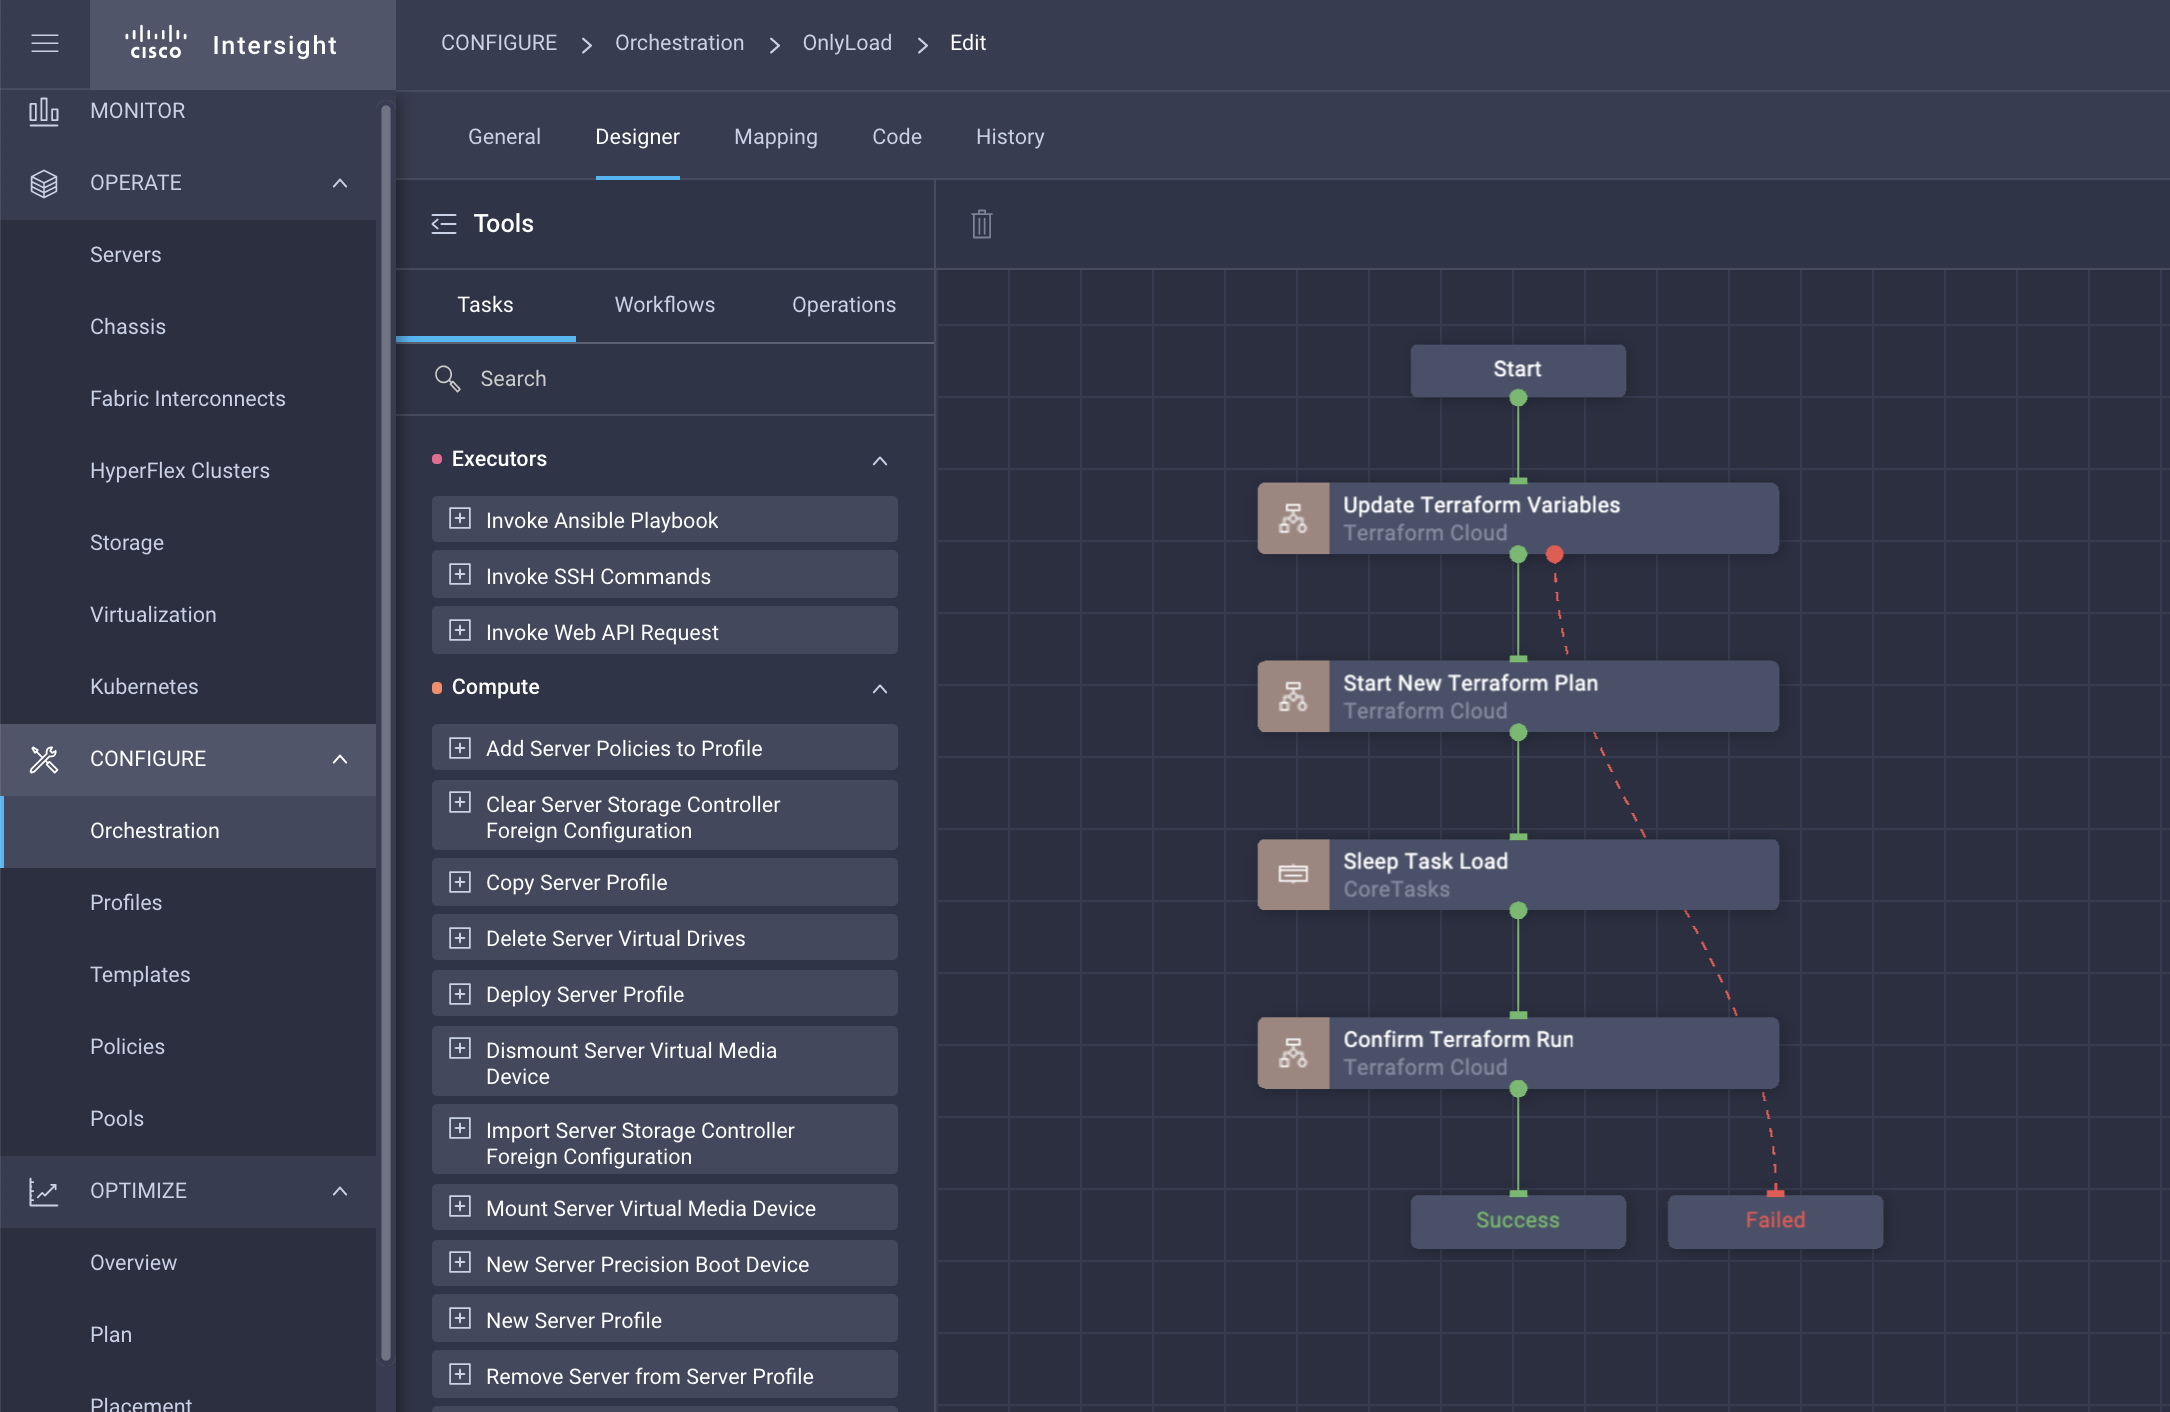 CISCO Intersight
CONFIGURE > Orchestration > OnlyLoad > Edit
MONITOR
OPERATE
Servers
Chassis
Fabric Interconnects
HyperFlex Clusters
Storage
Virtualization
Kubernetes
CONFIGURE
Orchestration
Profiles
Templates
Policies
Pools
OPTIMIZE
Overview
Plan
Placement
General Designer Mapping Code History
Tools
Tasks Workflows Operations
Search
Executors
Invoke Ansible Playbook
Invoke SSH Commands
Invoke Web API Request
Compute
Add Server Policies to Profile
Clear Server Storage Controller
Foreign Configuration
Copy Server Profile
Delete Server Virtual Drives
Deploy Server Profile
Dismount Server Virtual Media
Device
Import Server Storage Controller
Foreign Configuration
Mount Server Virtual Media Device
New Server Precision Boot Device
New Server Profile
Remove Server from Server Profile
Start
Update Terraform Variables
Terraform Cloud
Start New Terraform Plan
Terraform Cloud
Sleep Task Load
CoreTasks
Confirm Terraform Run
Terraform Cloud
Success
Failed